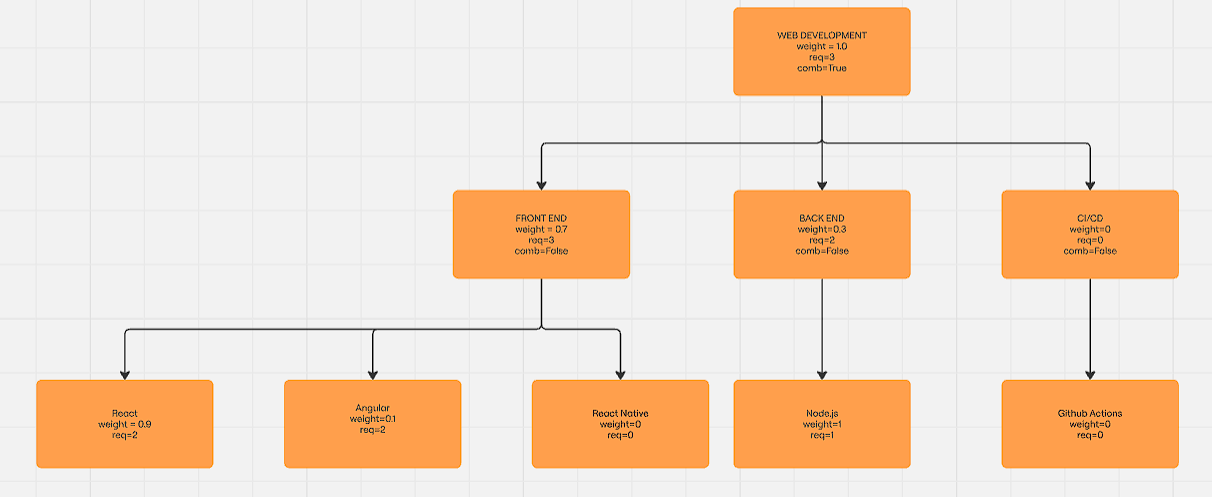 WEB DEVELOPMENT
weight = 1.0
req=3
comb=True
FRONT END
weight = 0.7
req=3
comb=False
BACK END
weight=0.3
req=2
comb=False
CI/CD
weight=0
req=0
comb=False
React
weight = 0.9
req=2
Angular
weight=0.1
req=2
React Native
weight=0
req=0
Node.js
weight=1
req=1
Github Actions
weight=0
req=0